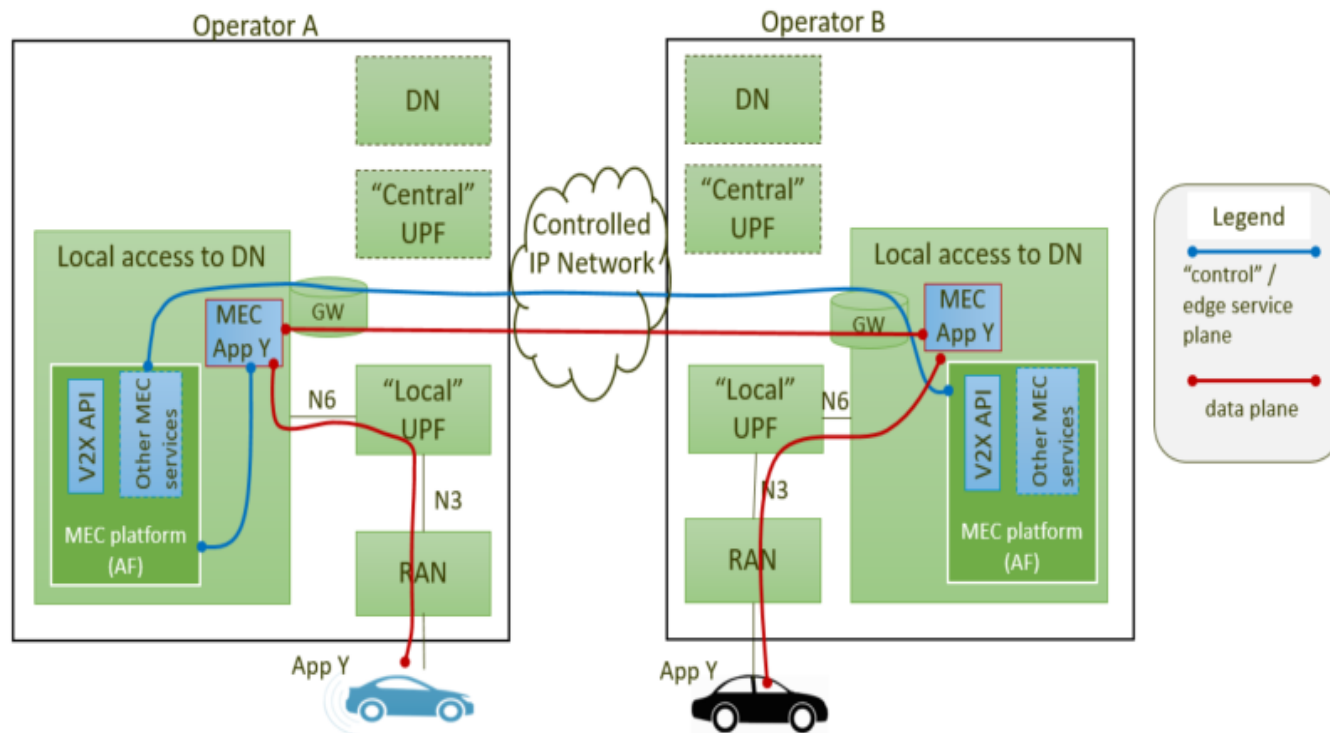 Operator A
DN
“Central”
UPF
Local access to DN
GW
MEC
App Y
V2X API
Other MEC
services
MEC platform
(AF)
N6
“Local”
UPF
N3
RAN
App Y
Controlled
IP Network
Operator B
DN
“Central”
UPF
Local access to DN
GW
MEC
App Y
“Local”
UPF
N6
V2X API
Other MEC
services
MEC platform
(AF)
N3
RAN
App Y
Legend
“control” /
edge service
plane
data plane